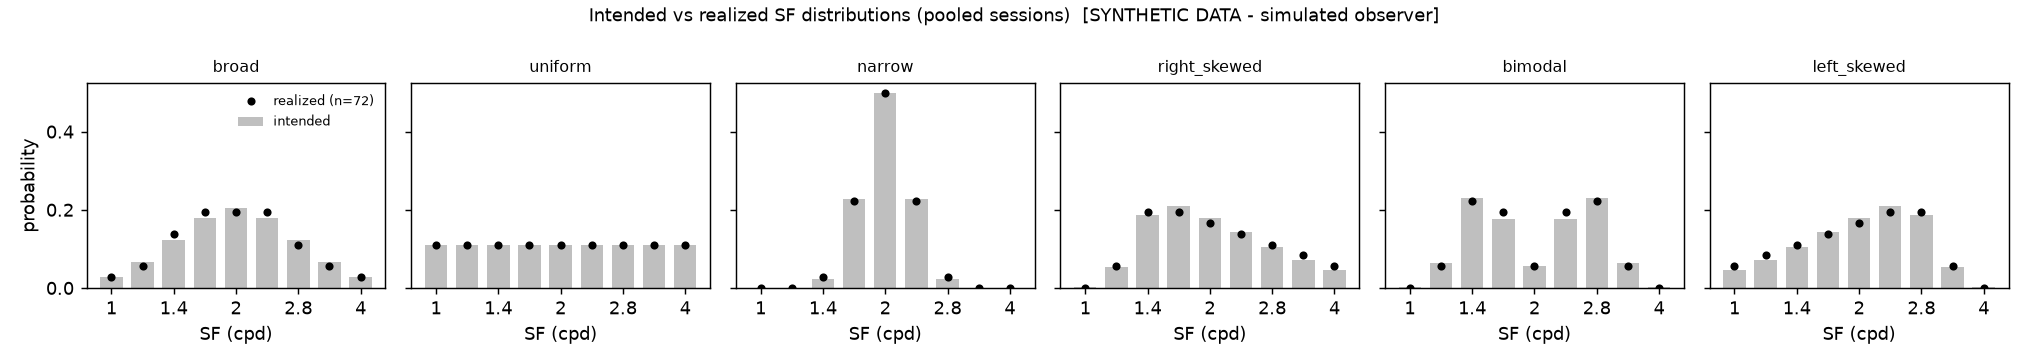 Intended vs realized SF distributions (pooled sessions)  [SYNTHETIC DATA - simulated observer]
broad
uniform
narrow
right_skewed
bimodal
left_skewed
realized (n=72)
intended
probability
0.4
0.2
0.0
1 1.4 2 2.8 4
1 1.4 2 2.8 4
1 1.4 2 2.8 4
1 1.4 2 2.8 4
1 1.4 2 2.8 4
1 1.4 2 2.8 4
SF (cpd)
SF (cpd)
SF (cpd)
SF (cpd)
SF (cpd)
SF (cpd)